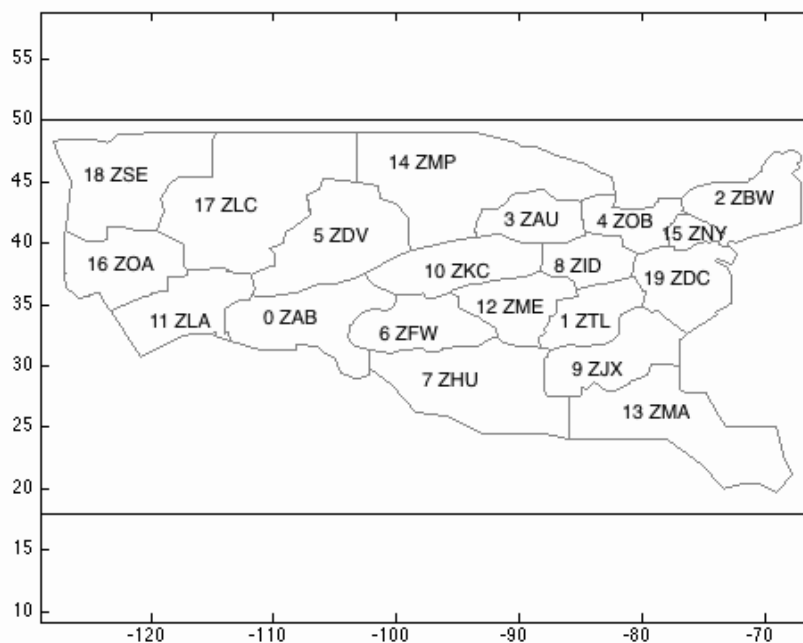 55
50
45
40
35
30
25
20
15
10
18 ZSE
14 ZMP
17 ZLC
2 ZBW
3 ZAU
4 ZOB
5 ZDV
15 ZNY
16 ZOA
10 ZKC
8 ZID
19 ZDC
11 ZLA
0 ZAB
12 ZME
6 ZFW
1 ZTL
7 ZHU
9 ZJX
13 ZMA
-120 -110 -100 -90 -80 -70